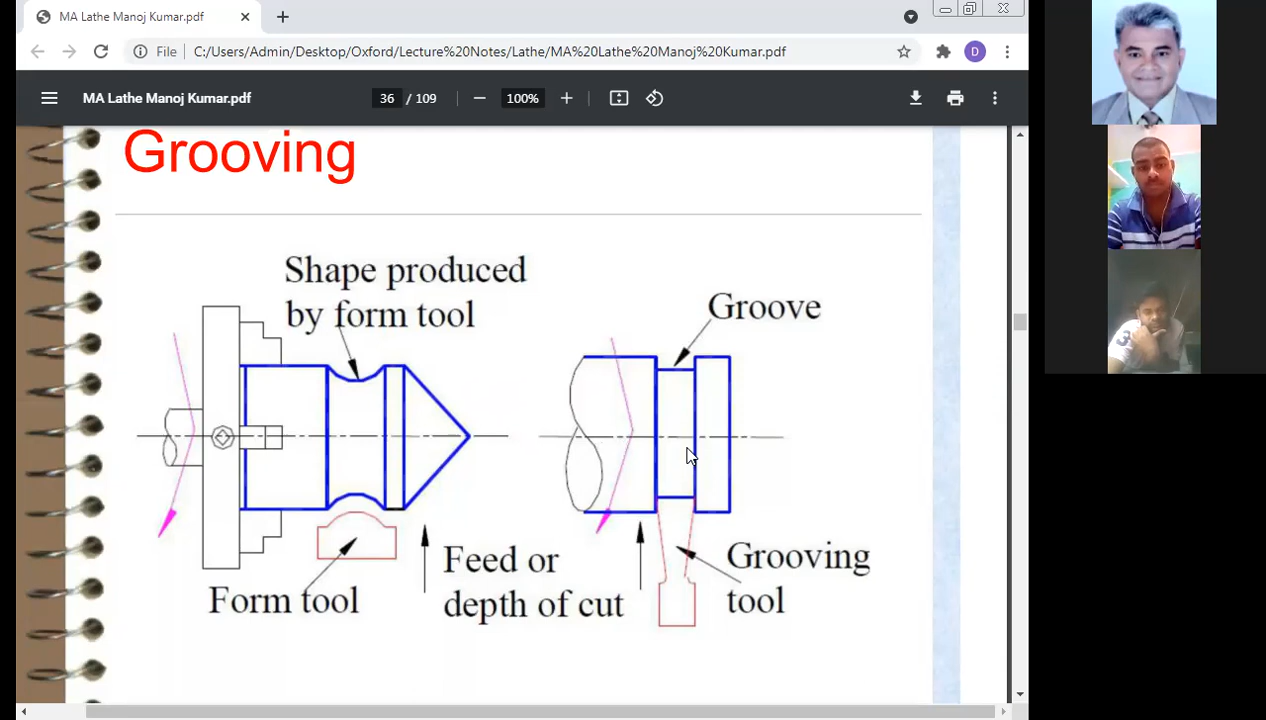 MA Lathe Manoj Kumar.pdf
File
C:/Users/Admin/Desktop/Oxford/Lecture%20Notes/Lathe/MA%20Lathe%20Manoj%20Kumar.pdf
D
MA Lathe Manoj Kumar.pdf
36 / 109
100%
Grooving
Shape produced
by form tool
Groove
Feed or
depth of cut
Form tool
Grooving
tool